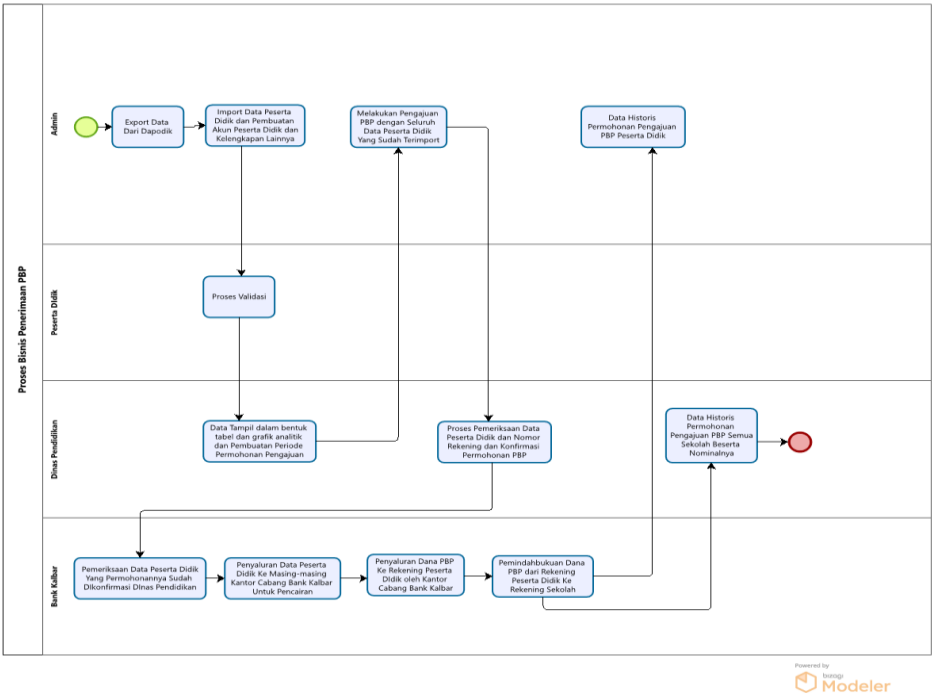 Proses Bisnis Penerimaan PBP
Admin
Export Data
Dari Dapodik
Import Data Peserta
Didik dan Pembuatan
Akun Peserta Didik dan
Kelengkapan Lainnya
Melakukan Pengajuan
PBP dengan Seluruh
Data Peserta Didik
Yang Sudah Terimport
Data Historis
Permohonan Pengajuan
PBP Peserta Didik
Peserta DIdik
Proses Validasi
Dinas Pendidikan
Data Tampil dalam bentuk
tabel dan grafik analitik
dan Pembuatan Periode
Permohonan Pengajuan
Proses Pemeriksaan Data
Peserta Didik dan Nomor
Rekening dan Konfirmasi
Permohonan PBP
Data Historis
Permohonan
Pengajuan PBP Semua
Sekolah Beserta
Nominalnya
Bank Kalbar
Pemeriksaan Data Peserta Didik
Yang Permohonannya Sudah
DIkonfirmasi DInas Pendidikan
Penyaluran Data Peserta
Didik Ke Masing-masing
Kantor Cabang Bank Kalbar
Untuk Pencairan
Penyaluran Dana PBP
Ke Rekening Peserta
DIdik oleh Kantor
Cabang Bank Kalbar
Pemindahbukuan Dana
PBP dari Rekening
Peserta Didik Ke
Rekening Sekolah
Powered by
bizagi
Modeler